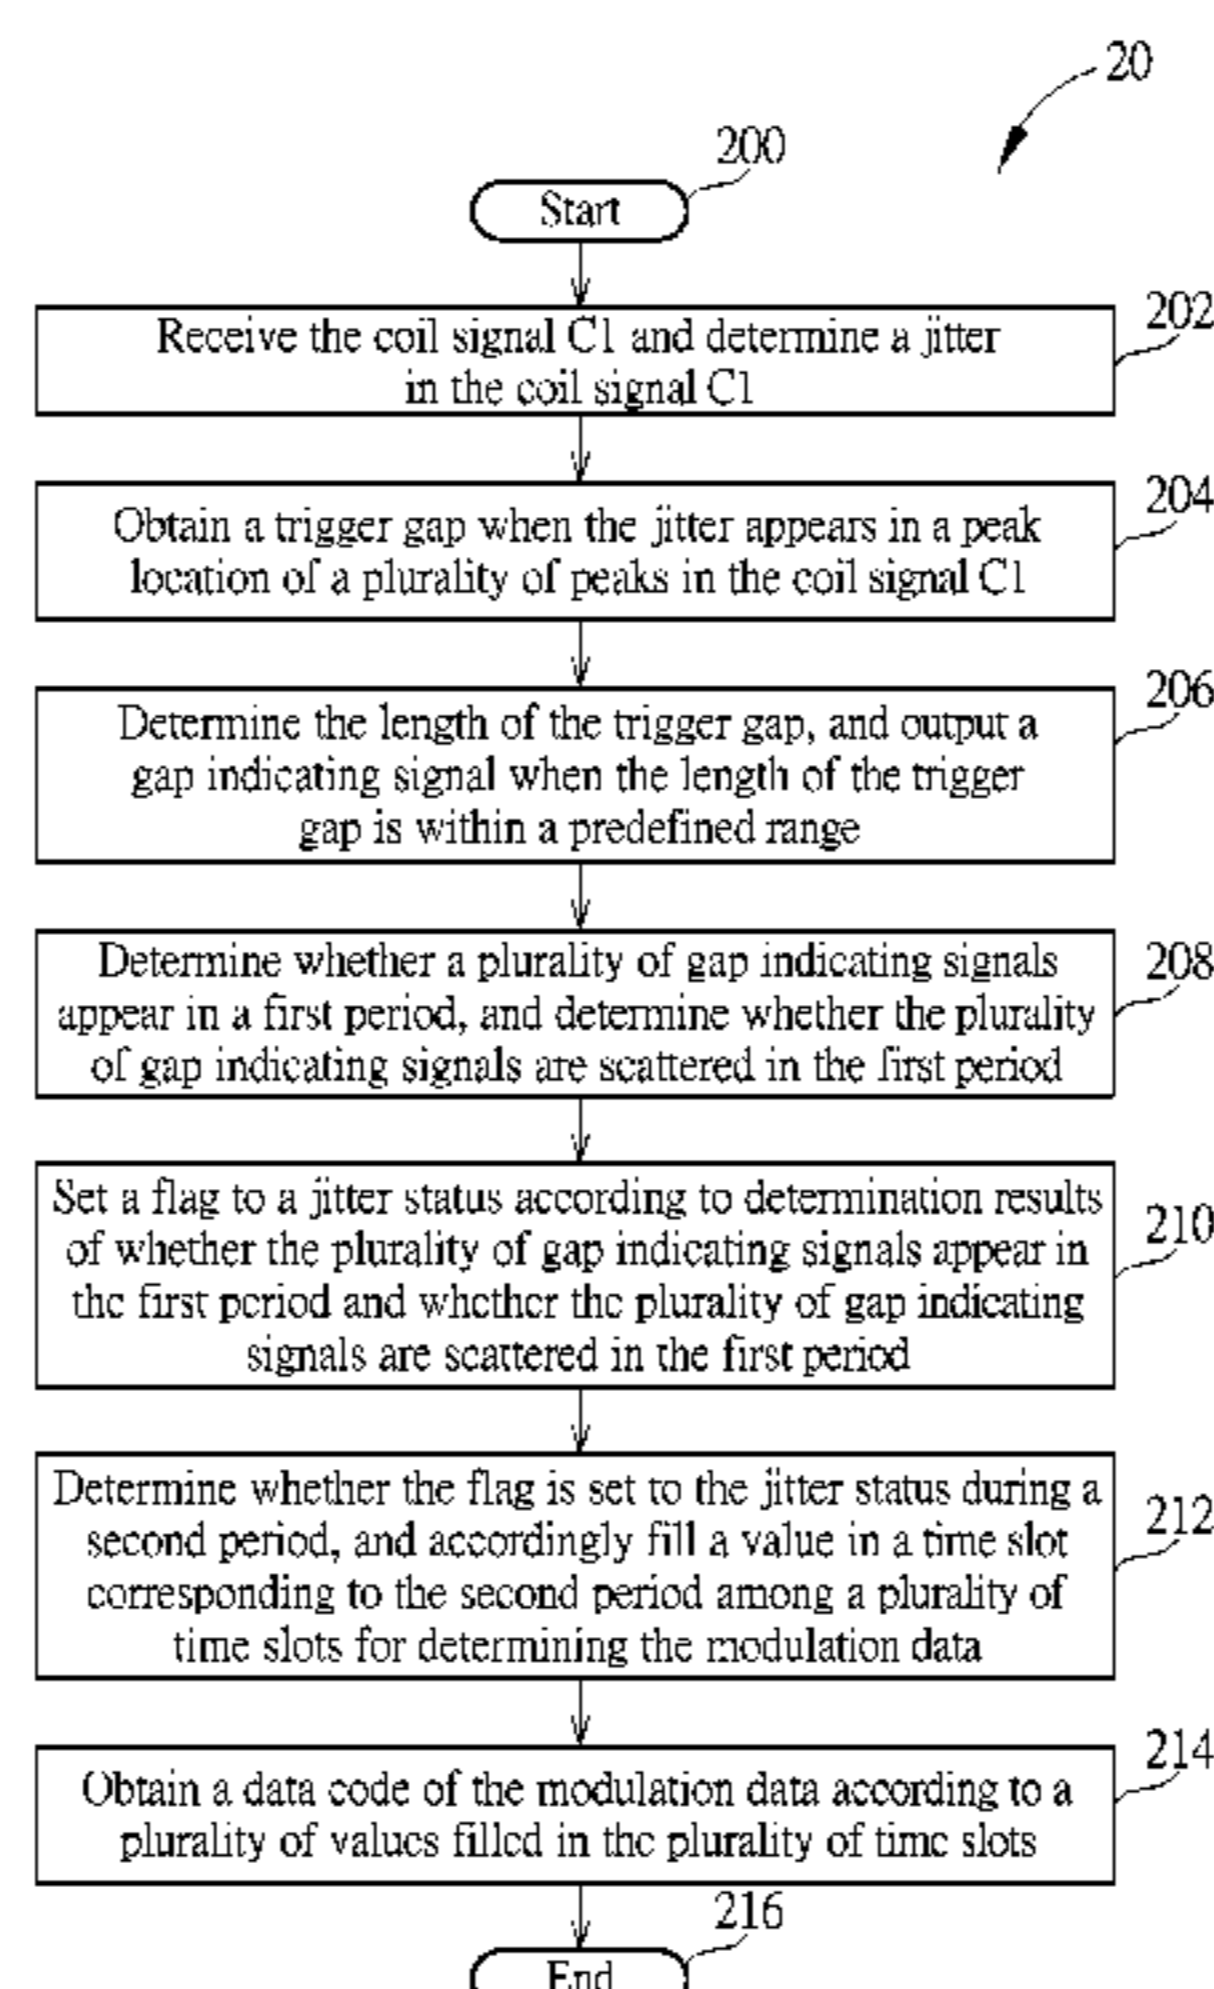 20
200
Start
202
Receive the coil signal C1 and determine a jitter
in the coil signal C1
204
Obtain a trigger gap when the jitter appears in a peak
location of a plurality of peaks in the coil signal C1
206
Determine the length of the trigger gap, and output a
gap indicating signal when the length of the trigger
gap is within a predefined range
208
Determine whether a plurality of gap indicating signals
appear in a first period, and determine whether the plurality
of gap indicating signals are scattered in the first period
210
Set a flag to a jitter status according to determination results
of whether the plurality of gap indicating signals appear in
the first period and whether the plurality of gap indicating
signals are scattered in the first period
212
Determine whether the flag is set to the jitter status during a
second period, and accordingly fill a value in a time slot
corresponding to the second period among a plurality of
time slots for determining the modulation data
214
Obtain a data code of the modulation data according to a
plurality of values filled in the plurality of time slots
216
End